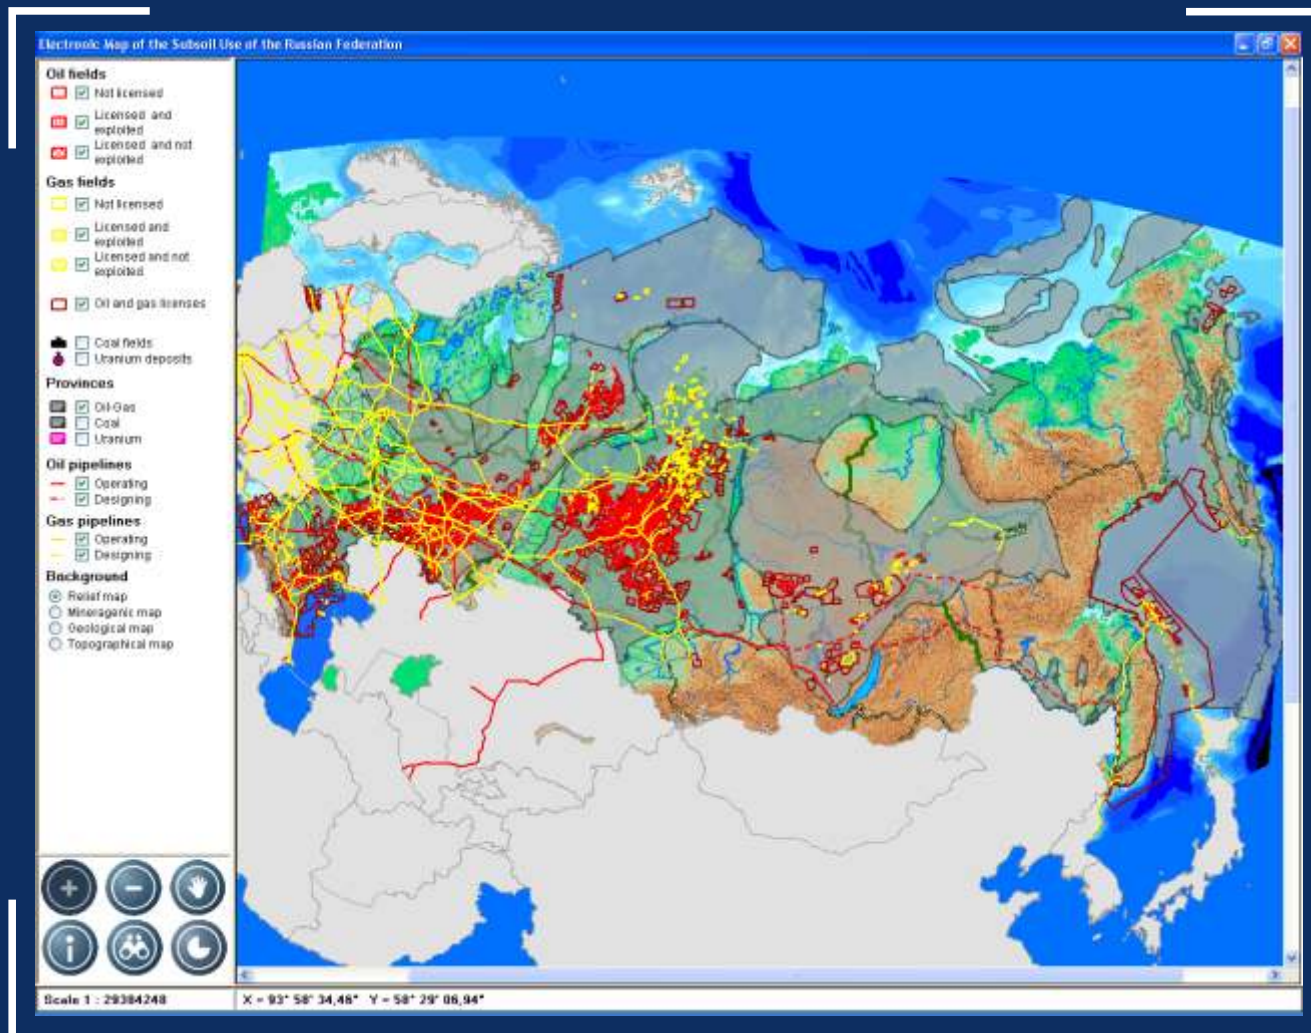 Electronic Map of the Subsoil Use of the Russian Federation
Oil fields
Not licensed
Licensed and
exploited
Licensed and not
exploited
Gas fields
Not licensed
Licensed and
exploited
Licensed and not
exploited
Oil and gas licenses
Coal fields
Uranium deposits
Provinces
Oil-Gas
Coal
Uranium
Oil pipelines
Operating
Designing
Gas pipelines
Operating
Designing
Background
Relief map
Mineragenic map
Geological map
Topographical map
Scale 1 : 29384248
X = 93° 58' 34,46" Y = 58° 29' 06,94"